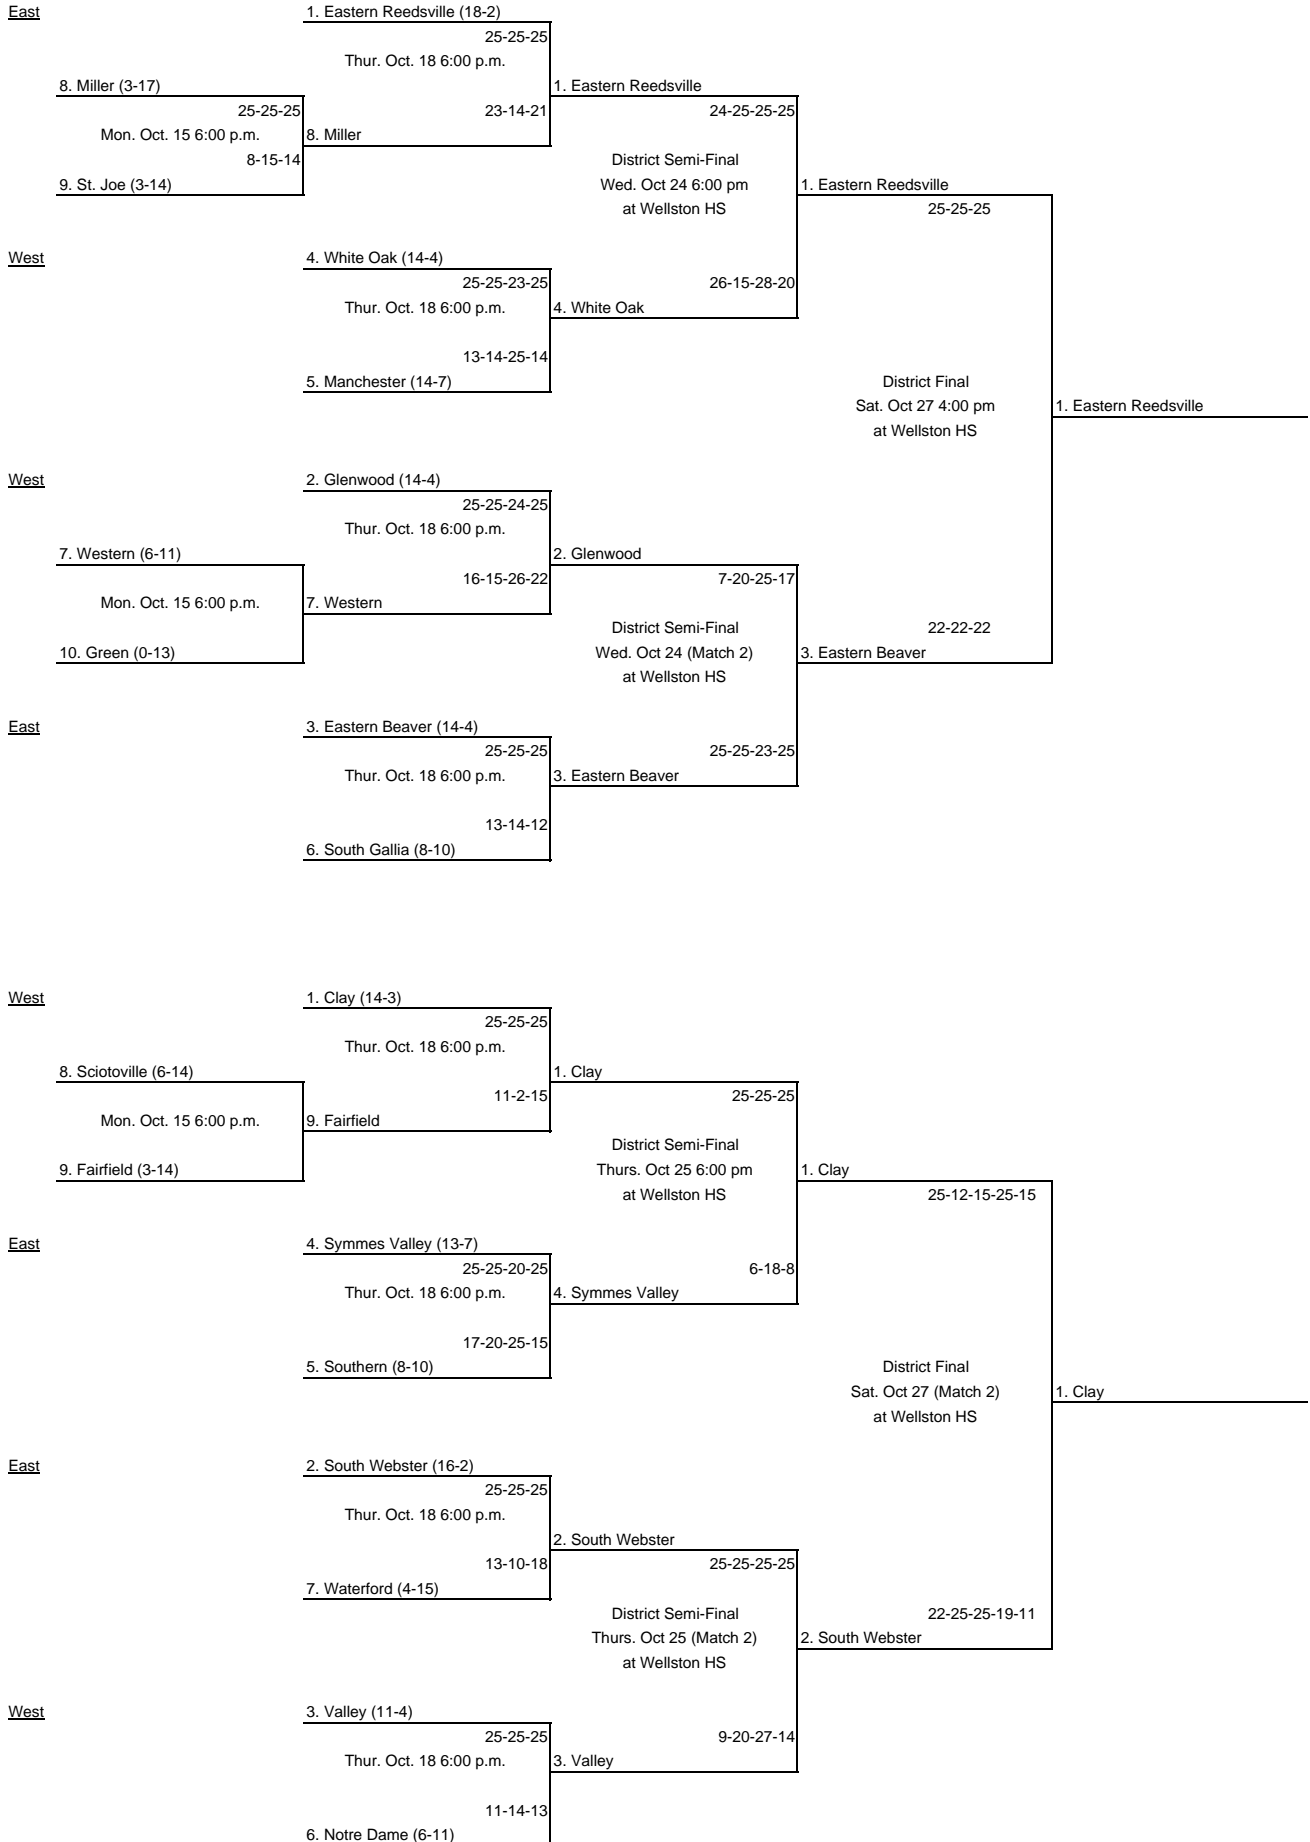 East
1. Eastern Reedsville (18-2)
25-25-25
Thur. Oct. 18 6:00 p.m.
8. Miller (3-17)
1. Eastern Reedsville
25-25-25
23-14-21
24-25-25-25
Mon. Oct. 15 6:00 p.m.
8. Miller
8-15-14
District Semi-Final
9. St. Joe (3-14)
Wed. Oct 24 6:00 pm
1. Eastern Reedsville
at Wellston HS
25-25-25
West
4. White Oak (14-4)
25-25-23-25
26-15-28-20
Thur. Oct. 18 6:00 p.m.
4. White Oak
13-14-25-14
5. Manchester (14-7)
District Final
Sat. Oct 27 4:00 pm
1. Eastern Reedsville
at Wellston HS
West
2. Glenwood (14-4)
25-25-24-25
Thur. Oct. 18 6:00 p.m.
7. Western (6-11)
2. Glenwood
16-15-26-22
7-20-25-17
Mon. Oct. 15 6:00 p.m.
7. Western
District Semi-Final
22-22-22
10. Green (0-13)
Wed. Oct 24 (Match 2)
3. Eastern Beaver
at Wellston HS
East
3. Eastern Beaver (14-4)
25-25-25
25-25-23-25
Thur. Oct. 18 6:00 p.m.
3. Eastern Beaver
13-14-12
6. South Gallia (8-10)
West
1. Clay (14-3)
25-25-25
Thur. Oct. 18 6:00 p.m.
8. Sciotoville (6-14)
1. Clay
11-2-15
25-25-25
Mon. Oct. 15 6:00 p.m.
9. Fairfield
District Semi-Final
9. Fairfield (3-14)
Thurs. Oct 25 6:00 pm
1. Clay
at Wellston HS
25-12-15-25-15
East
4. Symmes Valley (13-7)
25-25-20-25
6-18-8
Thur. Oct. 18 6:00 p.m.
4. Symmes Valley
17-20-25-15
5. Southern (8-10)
District Final
Sat. Oct 27 (Match 2)
1. Clay
at Wellston HS
East
2. South Webster (16-2)
25-25-25
Thur. Oct. 18 6:00 p.m.
2. South Webster
13-10-18
25-25-25-25
7. Waterford (4-15)
District Semi-Final
22-25-25-19-11
Thurs. Oct 25 (Match 2)
2. South Webster
at Wellston HS
West
3. Valley (11-4)
25-25-25
9-20-27-14
Thur. Oct. 18 6:00 p.m.
3. Valley
11-14-13
6. Notre Dame (6-11)